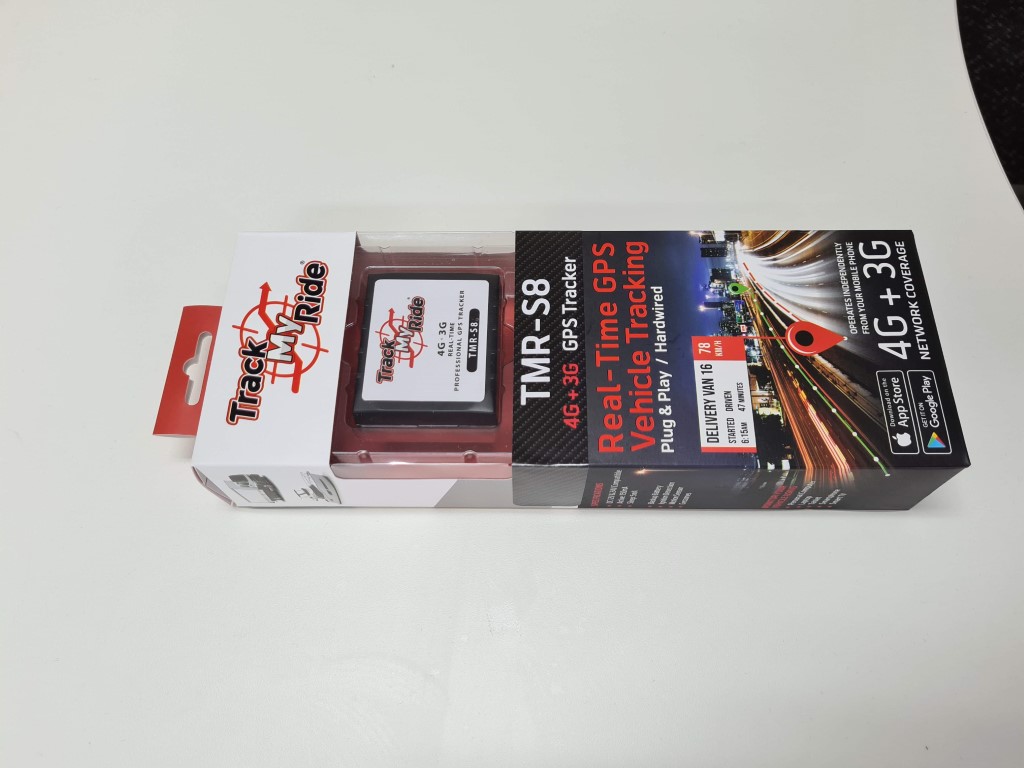 Track
MY
Ride®
Track
MY
Ride®
4G · 3G
REAL-TIME
PROFESSIONAL GPS TRACKER
TMR-S8
TMR-S8
4G + 3G GPS Tracker
Real-Time GPS
Vehicle Tracking
Plug & Play / Hardwired
DELIVERY VAN 16
78
KM/H
STARTED DRIVEN
6:15AM 47 MINUTES
OPERATES INDEPENDENTLY
FROM YOUR MOBILE PHONE
4G + 3G
NETWORK COVERAGE
Download on the
App Store
GET IT ON
Google Play